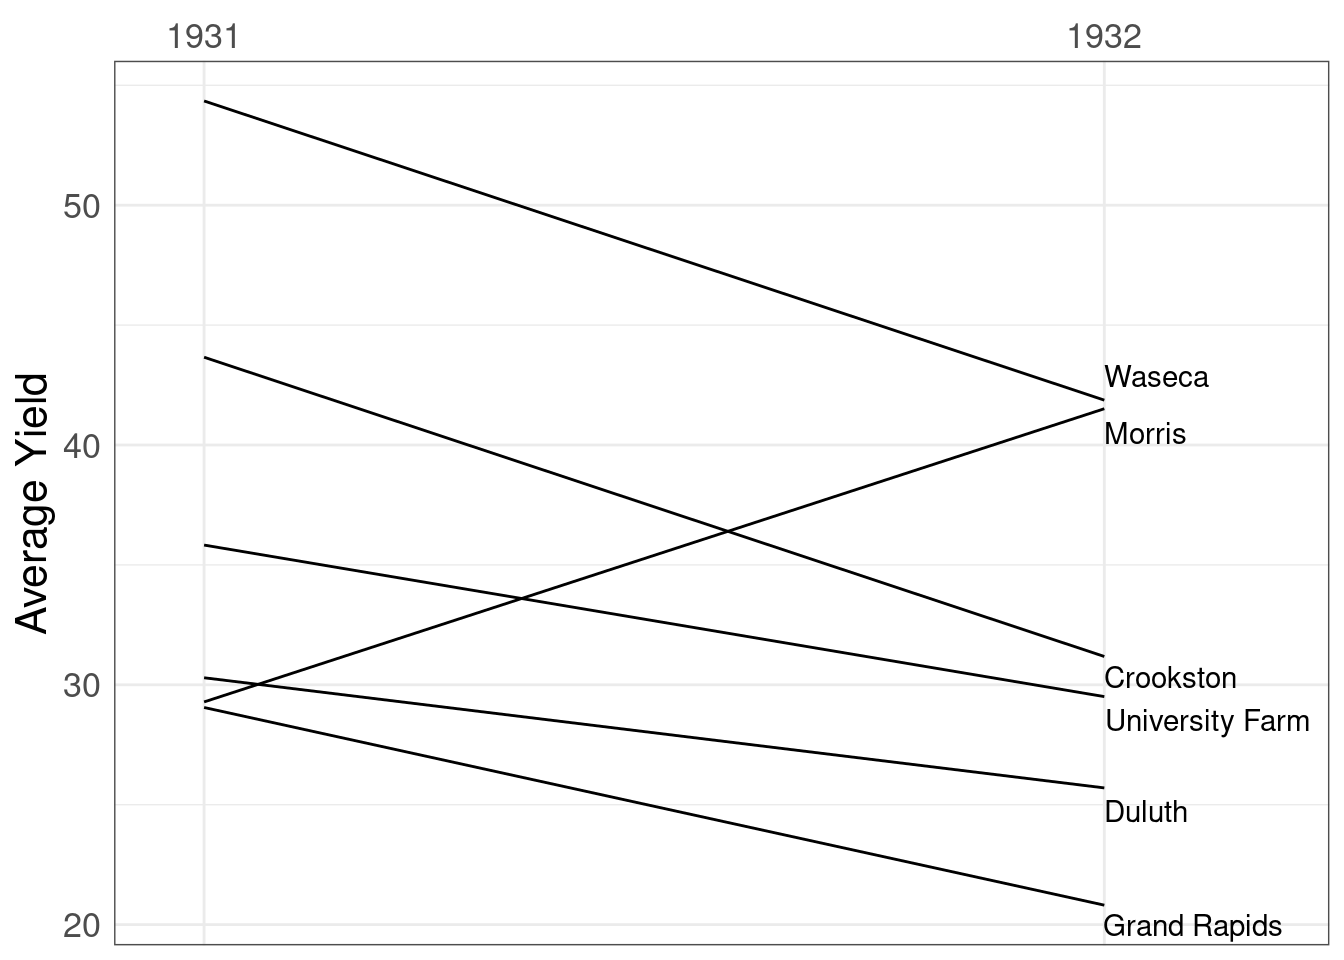 1931
1932
50
40
30
20
Average Yield
Waseca
Morris
Crookston
University Farm
Duluth
Grand Rapids